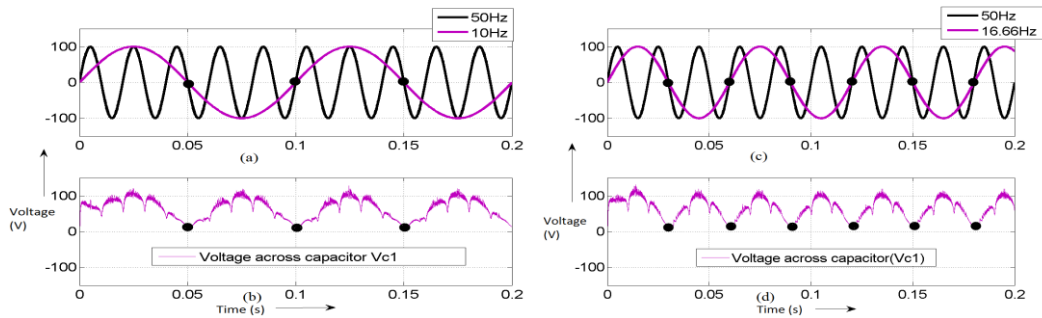 50Hz
10Hz
100
0
-100
0 0.05 0.1 0.15 0.2
(a)
Voltage
(V)
100
0
-100
Voltage across capacitor Vc1
0 0.05 0.1 0.15 0.2
(b)
Time (s)
50Hz
16.66Hz
100
0
-100
0 0.05 0.1 0.15 0.2
(c)
Voltage
(V)
100
0
-100
Voltage across capacitor(Vc1)
0 0.05 0.1 0.15 0.2
(d)
Time (s)